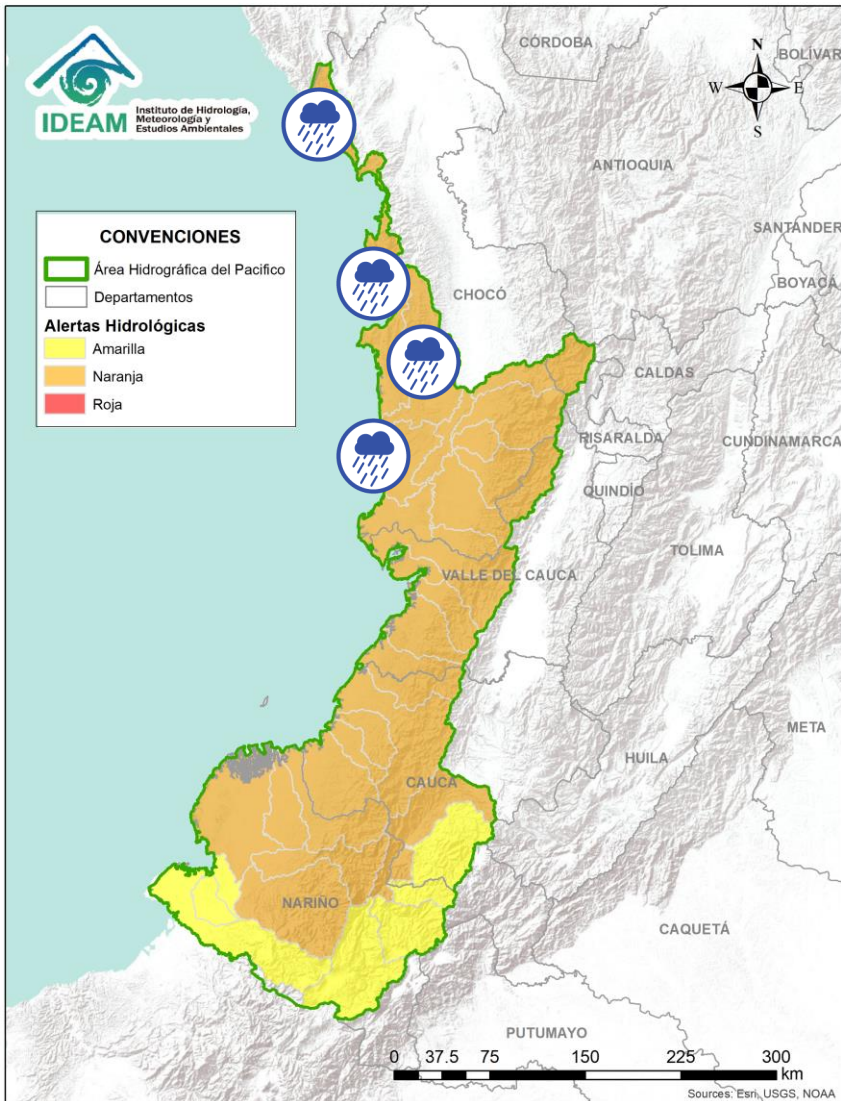 IDEAM
Instituto de Hidrología,
Meteorología y
Estudios Ambientales
CÓRDOBA
BOLÍVAR
N
W
E
S
ANTIOQUIA
SANTANDER
BOYACÁ
CONVENCIONES
Área Hidrográfica del Pacifico
Departamentos
Alertas Hidrológicas
Amarilla
Naranja
Roja
CHOCÓ
CALDAS
RISARALDA
CUNDINAMARCA
QUINDÍO
TOLIMA
VALLE DEL CAUCA
META
HUILA
CAUCA
NARIÑO
CAQUETÁ
PUTUMAYO
0 37.5 75 150 225 300
km
Sources: Esri, USGS, NOAA